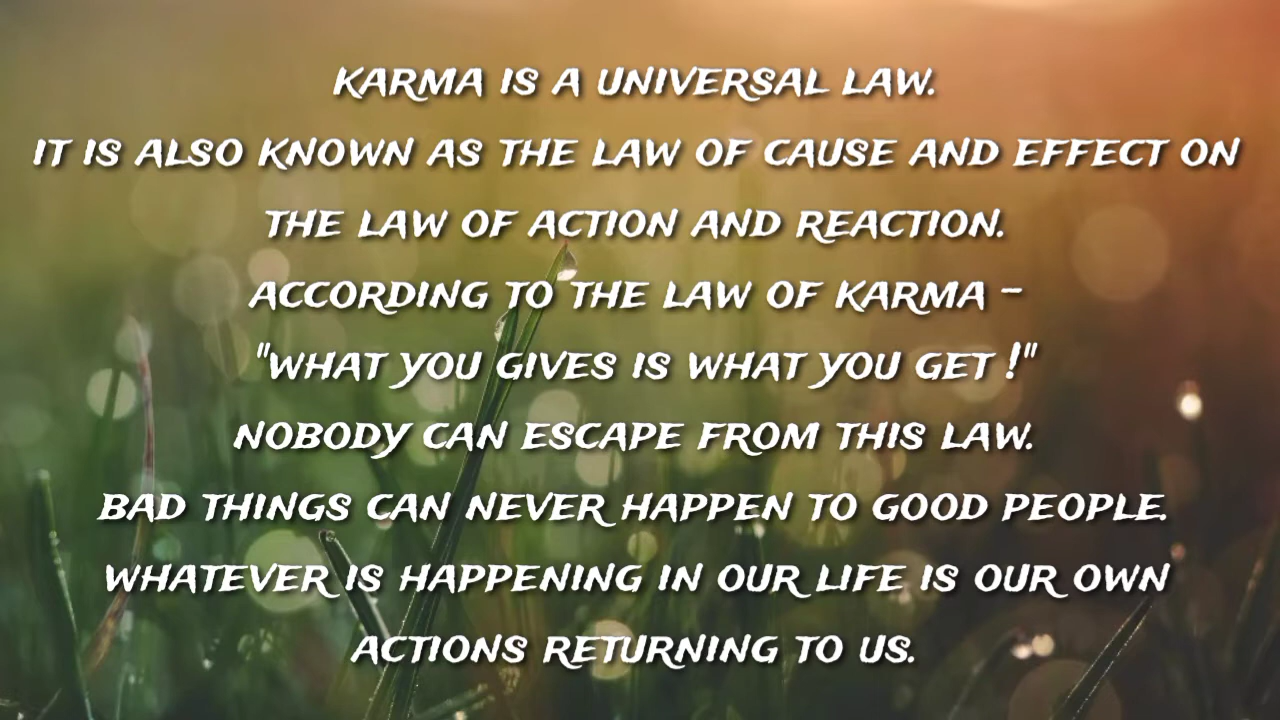 KARMA IS A UNIVERSAL LAW.
IT IS ALSO KNOWN AS THE LAW OF CAUSE AND EFFECT ON
THE LAW OF ACTION AND REACTION.
ACCORDING TO THE LAW OF KARMA -
"WHAT YOU GIVES IS WHAT YOU GET !"
NOBODY CAN ESCAPE FROM THIS LAW.
BAD THINGS CAN NEVER HAPPEN TO GOOD PEOPLE.
WHATEVER IS HAPPENING IN OUR LIFE IS OUR OWN
ACTIONS RETURNING TO US.